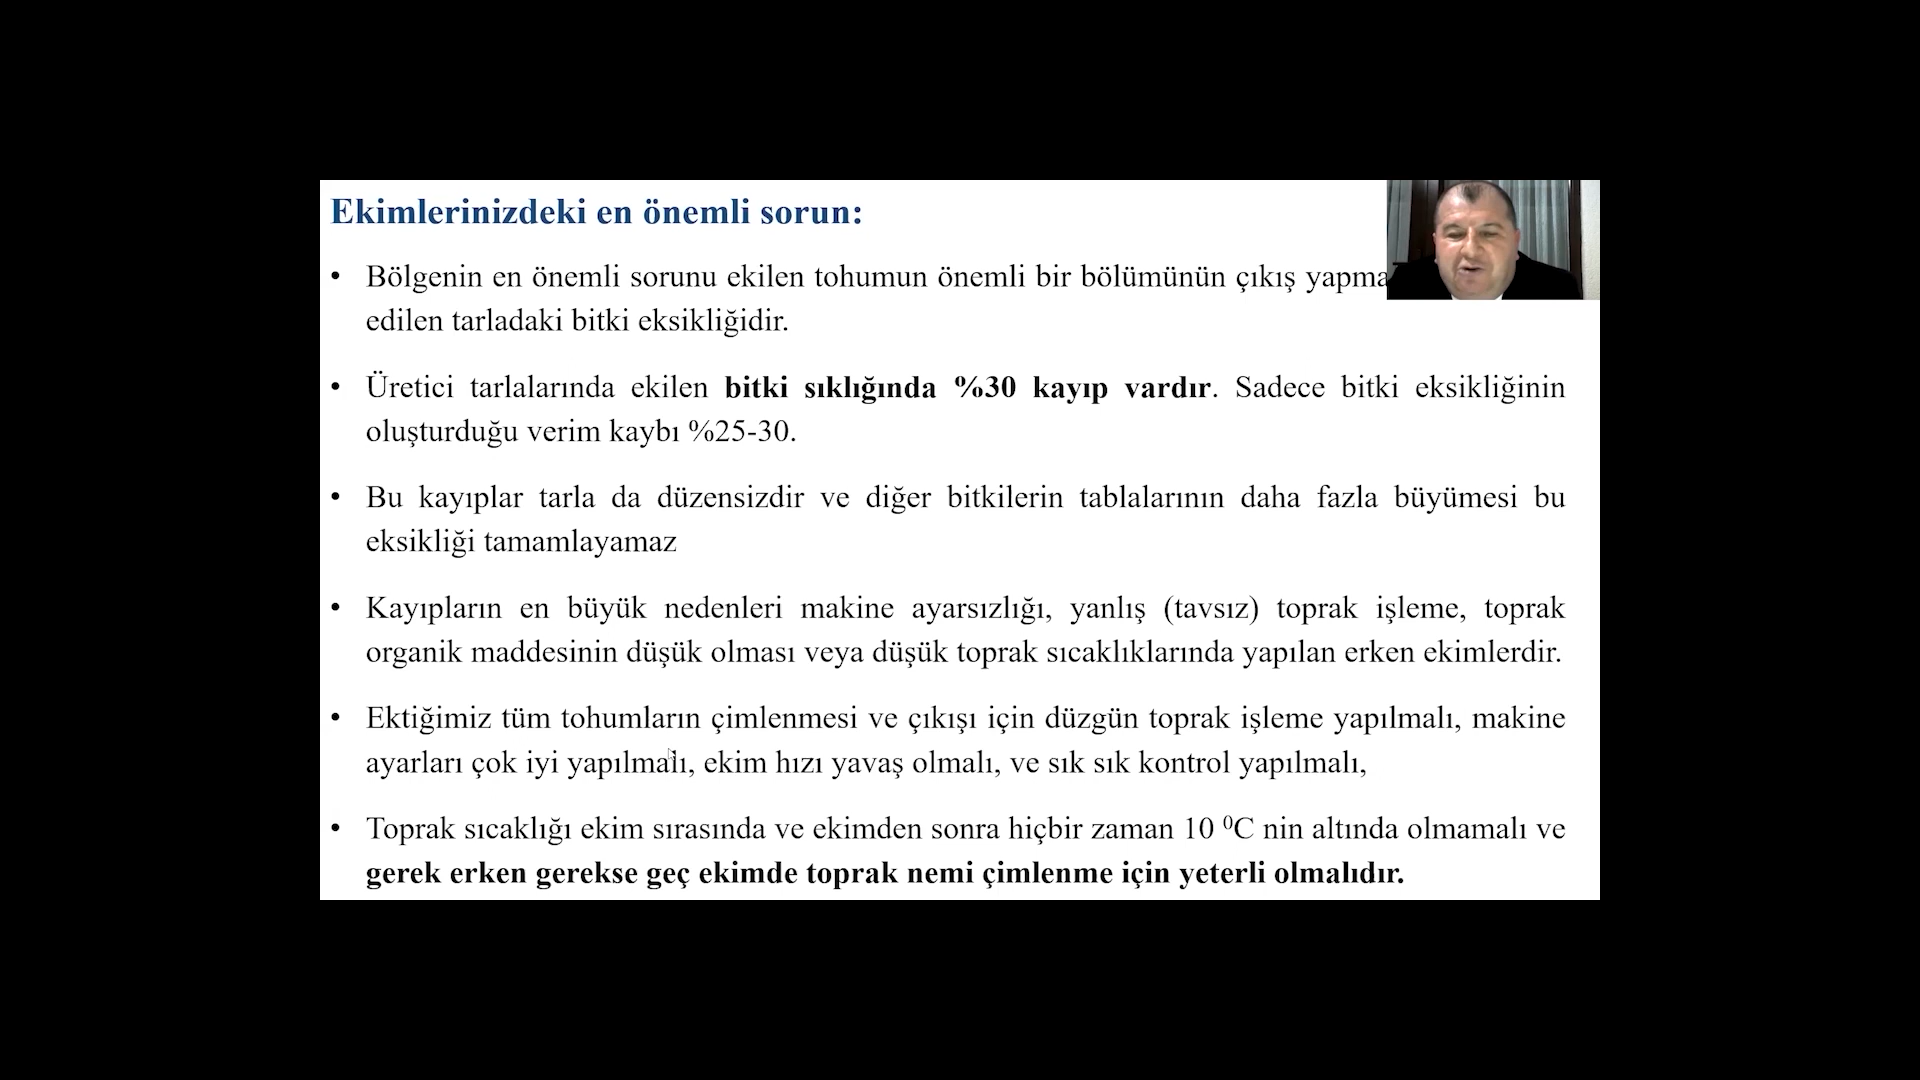 Ekimlerinizdeki en önemli sorun:
• Bölgenin en önemli sorunu ekilen tohumun önemli bir bölümünün çıkış
edilen tarladaki bitki eksikliğidir.
• Üretici tarlalarında ekilen bitki sıklığında %30 kayıp vardır. Sadece bitki eksikliğinin
oluşturduğu verim kaybı %25-30.
• Bu kayıplar tarla da düzensizdir ve diğer bitkilerin tablalarının daha fazla büyümesi bu
eksikliği tamamlayamaz
• Kayıpların en büyük nedenleri makine ayarsızlığı, yanlış (tavsız) toprak işleme, toprak
organik maddesinin düşük olması veya düşük toprak sıcaklıklarında yapılan erken ekimlerdir.
• Ektiğimiz tüm tohumların çimlenmesi ve çıkışı için düzgün toprak işleme yapılmalı, makine
ayarları çok iyi yapılmalı, ekim hızı yavaş olmalı, ve sık sık kontrol yapılmalı,
• Toprak sıcaklığı ekim sırasında ve ekimden sonra hiçbir zaman 10 ⁰C nin altında olmamalı ve
gerek erken gerekse geç ekimde toprak nemi çimlenme için yeterli olmalıdır.